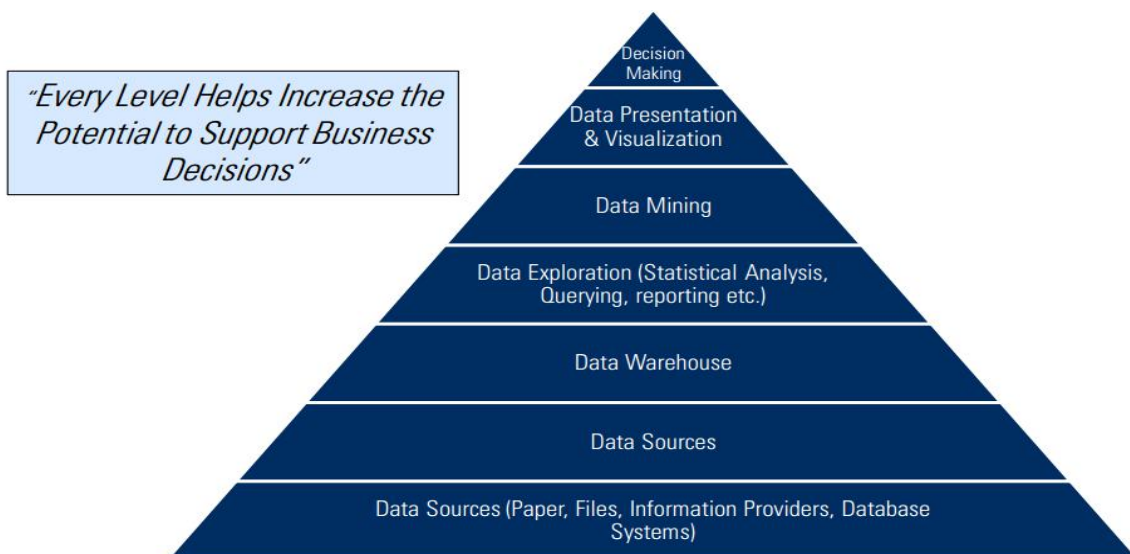 "Every Level Helps Increase the
Potential to Support Business
Decisions"
Decision
Making
Data Presentation
& Visualization
Data Mining
Data Exploration (Statistical Analysis,
Querying, reporting etc.)
Data Warehouse
Data Sources
Data Sources (Paper, Files, Information Providers, Database
Systems)